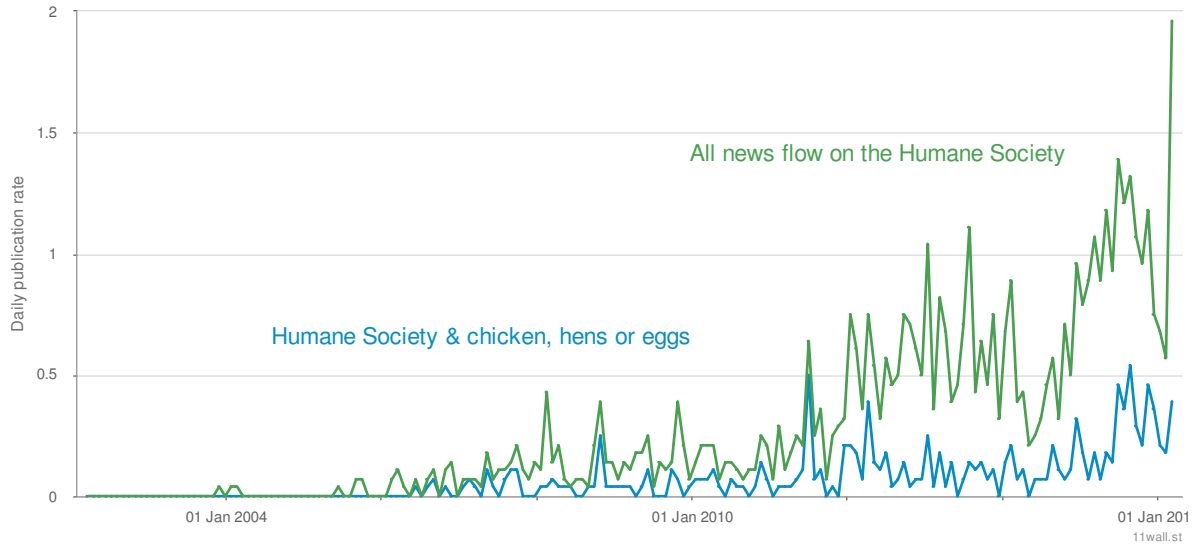 2
1.5
All news flow on the Humane Society
Daily publication rate
1
Humane Society & chicken, hens or eggs
0.5
0
01 Jan 2004
01 Jan 2010
01 Jan 201
11wall.st